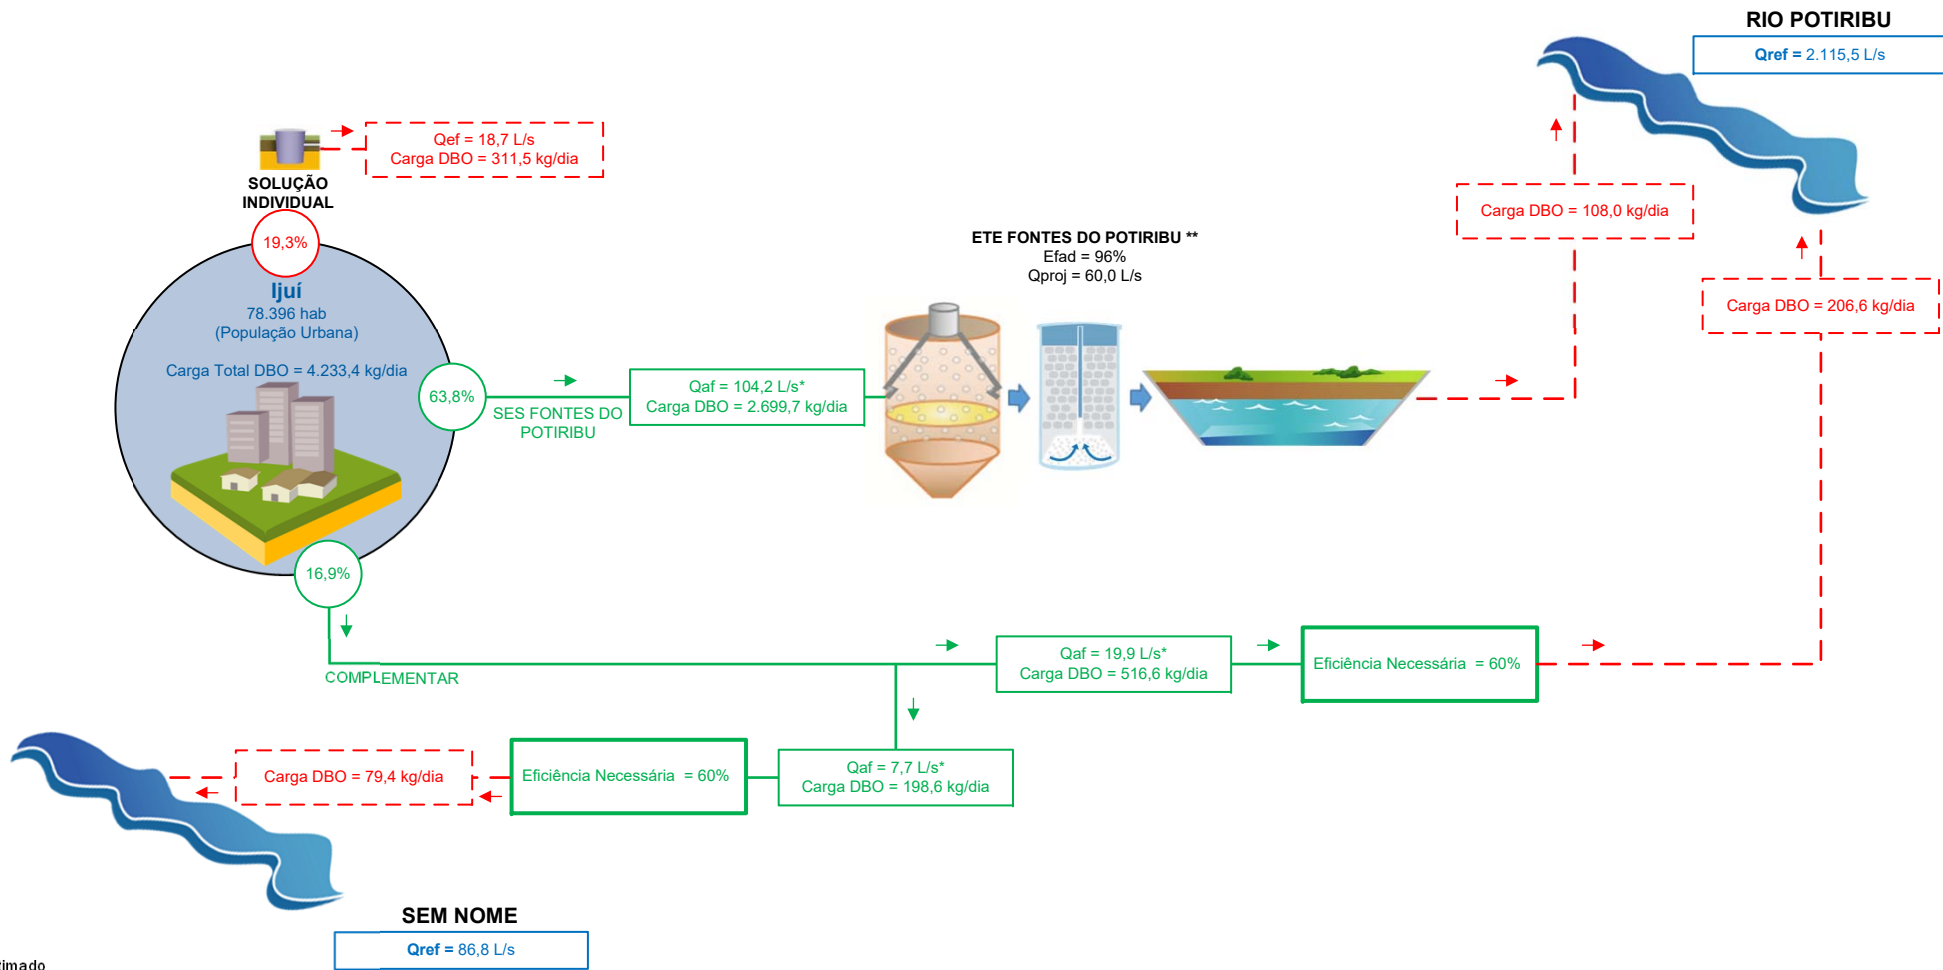 RIO POTIRIBU
Qref = 2.115,5 L/s
Qef = 18,7 L/s
Carga DBO = 311,5 kg/dia
SOLUÇÃO
INDIVIDUAL
19,3%
Ijuí
78.396 hab
(População Urbana)
Carga Total DBO = 4.233,4 kg/dia
63,8%
SES FONTES DO
POTIRIBU
Qaf = 104,2 L/s*
Carga DBO = 2.699,7 kg/dia
ETE FONTES DO POTIRIBU **
Efad = 96%
Qproj = 60,0 L/s
Carga DBO = 108,0 kg/dia
Carga DBO = 206,6 kg/dia
16,9%
COMPLEMENTAR
Qaf = 19,9 L/s*
Carga DBO = 516,6 kg/dia
Eficiência Necessária = 60%
Qaf = 7,7 L/s*
Carga DBO = 198,6 kg/dia
Eficiência Necessária = 60%
Carga DBO = 79,4 kg/dia
SEM NOME
Qref = 86,8 L/s